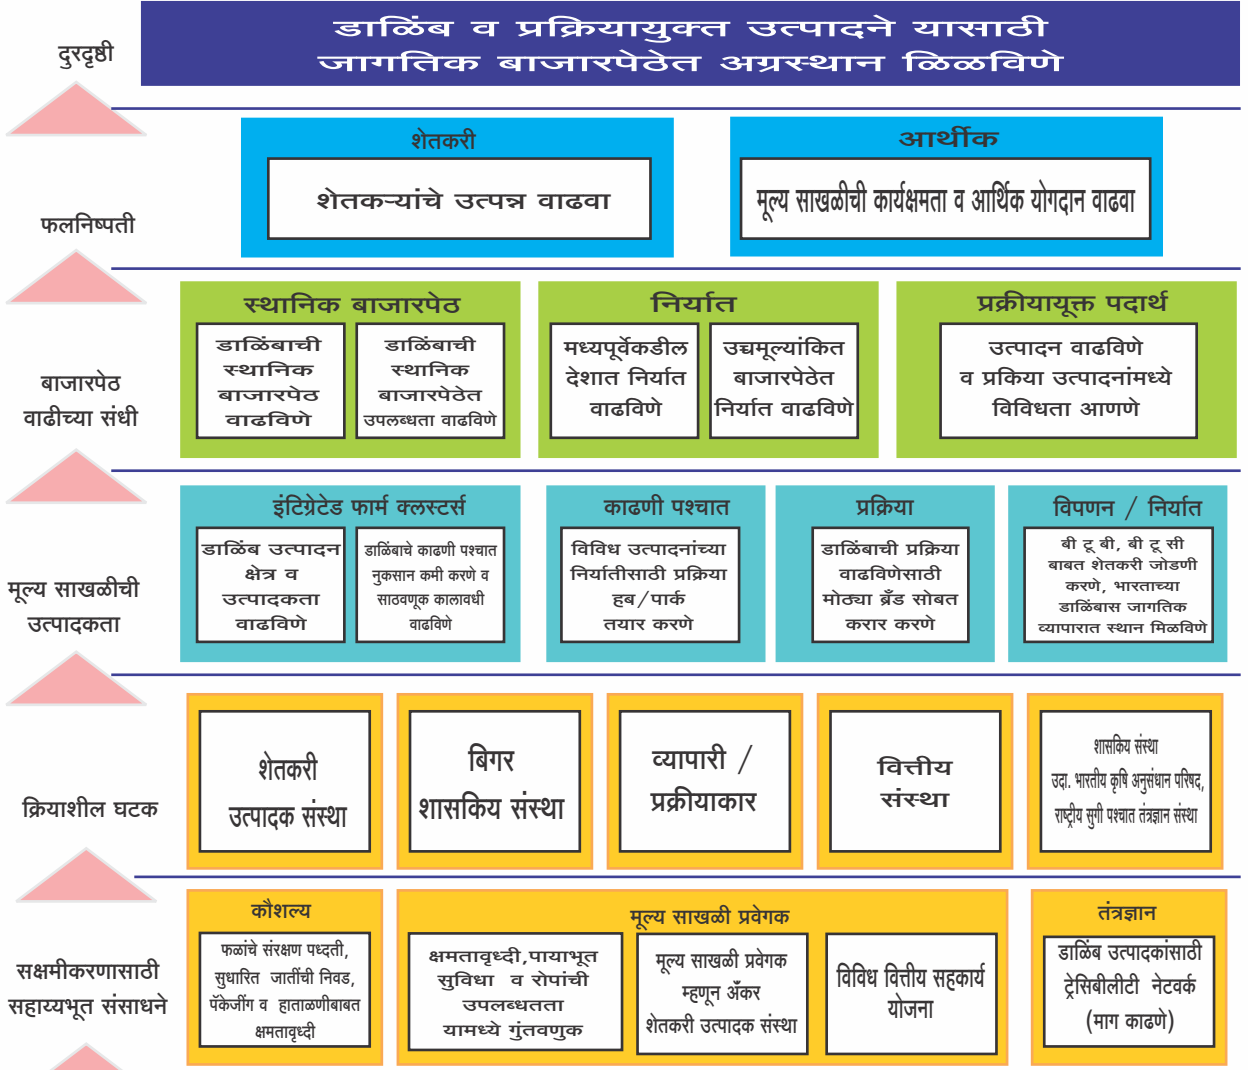 दुरदृष्टी
डाळिंब व प्रक्रियायुक्त उत्पादने यासाठी
जागतिक बाजारपेठेत अग्रस्थान ळिळविणे
फलनिष्पती
शेतकरी
शेतकऱ्यांचे उत्पन्न वाढवा
आर्थीक
मूल्य साखळीची कार्यक्षमता व आर्थिक योगदान वाढवा
बाजारपेठ
वाढीच्या संधी
स्थानिक बाजारपेठ
डाळिंबाची
स्थानिक
बाजारपेठ
वाढविणे
डाळिंबाची
स्थानिक
बाजारपेठेत
उपलब्धता वाढविणे
निर्यात
मध्यपूर्वेकडील
देशात निर्यात
वाढविणे
उच्चमूल्यांकित
बाजारपेठेत
निर्यात वाढविणे
प्रक्रीयायूक्त पदार्थ
उत्पादन वाढविणे
व प्रकिया उत्पादनांमध्ये
विविधता आणणे
मूल्य साखळीची
उत्पादकता
इंटिग्रेटेड फार्म क्लस्टर्स
डाळिंब उत्पादन
क्षेत्र व
उत्पादकता
वाढविणे
डाळिंबाचे काढणी पश्चात
नुकसान कमी करणे व
साठवणूक कालावधी
वाढविणे
काढणी पश्चात
विविध उत्पादनांच्या
निर्यातीसाठी प्रक्रिया
हब/पार्क
तयार करणे
प्रक्रिया
डाळिंबाची प्रक्रिया
वाढविणेसाठी
मोठ्या ब्रँड सोबत
करार करणे
विपणन / निर्यात
बी टू बी, बी टू सी
बाबत शेतकरी जोडणी
करणे, भारताच्या
डाळिंबास जागतिक
व्यापारात स्थान मिळविणे
क्रियाशील घटक
शेतकरी
उत्पादक संस्था
बिगर
शासकिय संस्था
व्यापारी /
प्रक्रीयाकार
वित्तीय
संस्था
शासकिय संस्था
उदा. भारतीय कृषि अनुसंधान परिषद,
राष्ट्रीय सुगी पश्चात तंत्रज्ञान संस्था
सक्षमीकरणासाठी
सहाय्यभूत संसाधने
कौशल्य
फळांचे संरक्षण पध्दती,
सुधारित जातींची निवड,
पॅकेजींग व हाताळणीबाबत
क्षमतावृध्दी
मूल्य साखळी प्रवेगक
क्षमतावृध्दी,पायाभूत
सुविधा व रोपांची
उपलब्धतता
यामध्ये गुंतवणुक
मूल्य साखळी प्रवेगक
म्हणून अँकर
शेतकरी उत्पादक संस्था
विविध वित्तीय सहकार्य
योजना
तंत्रज्ञान
डाळिंब उत्पादकांसाठी
ट्रेसिबीलीटी नेटवर्क
(माग काढणे)